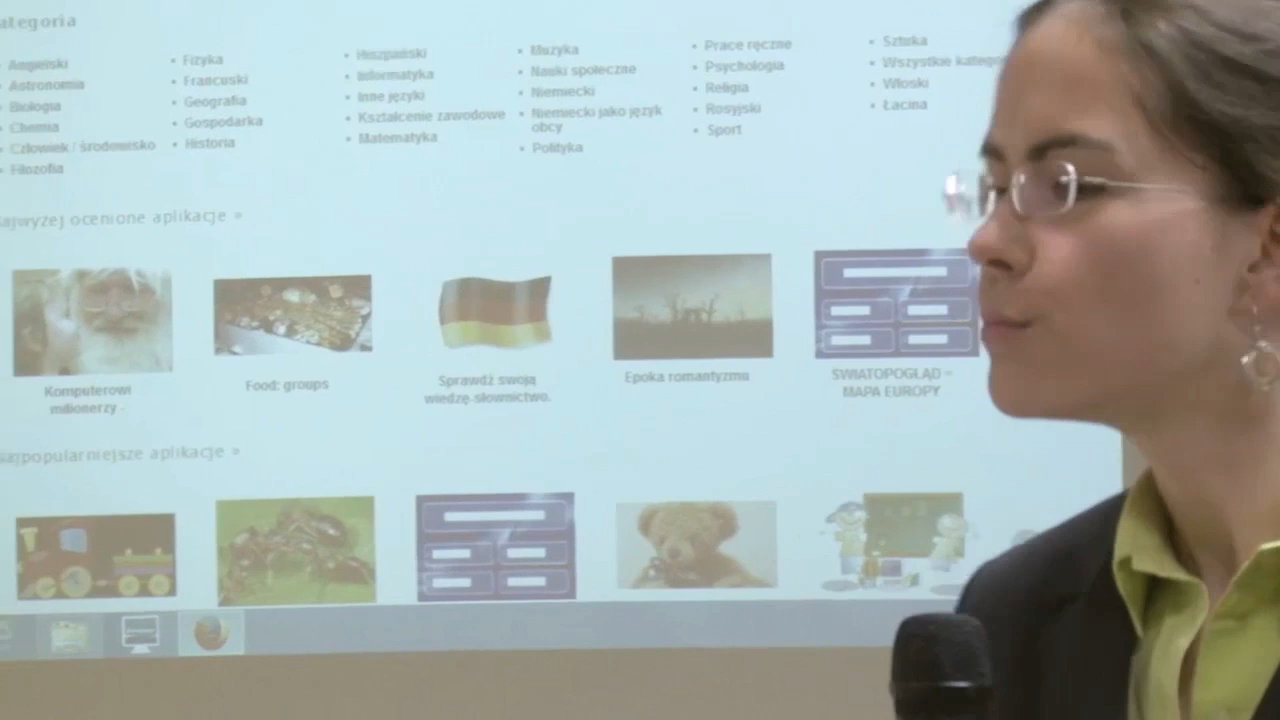 ategoria
Angielski
Astronomia
Biologia
Chemia
Człowiek / środowisko
Filozofia
Fizyka
Francuski
Geografia
Gospodarka
Historia
Hiszpański
Informatyka
Inne języki
Kształcenie zawodowe
Matematyka
Muzyka
Nauki społeczne
Niemiecki
Niemiecki jako język
obcy
Polityka
Prace ręczne
Psychologia
Religia
Rosyjski
Sport
Sztuka
Wszystkie katego
Włoski
Łacina
ajwyżej ocenione aplikacje »
Komputerowi
milionerzy -
Food: groups
Sprawdź swoją
wiedzę-słownictwo.
Epoka romantyzmu
ŚWIATOPOGLĄD -
MAPA EUROPY
ajpopularniejsze aplikacje »